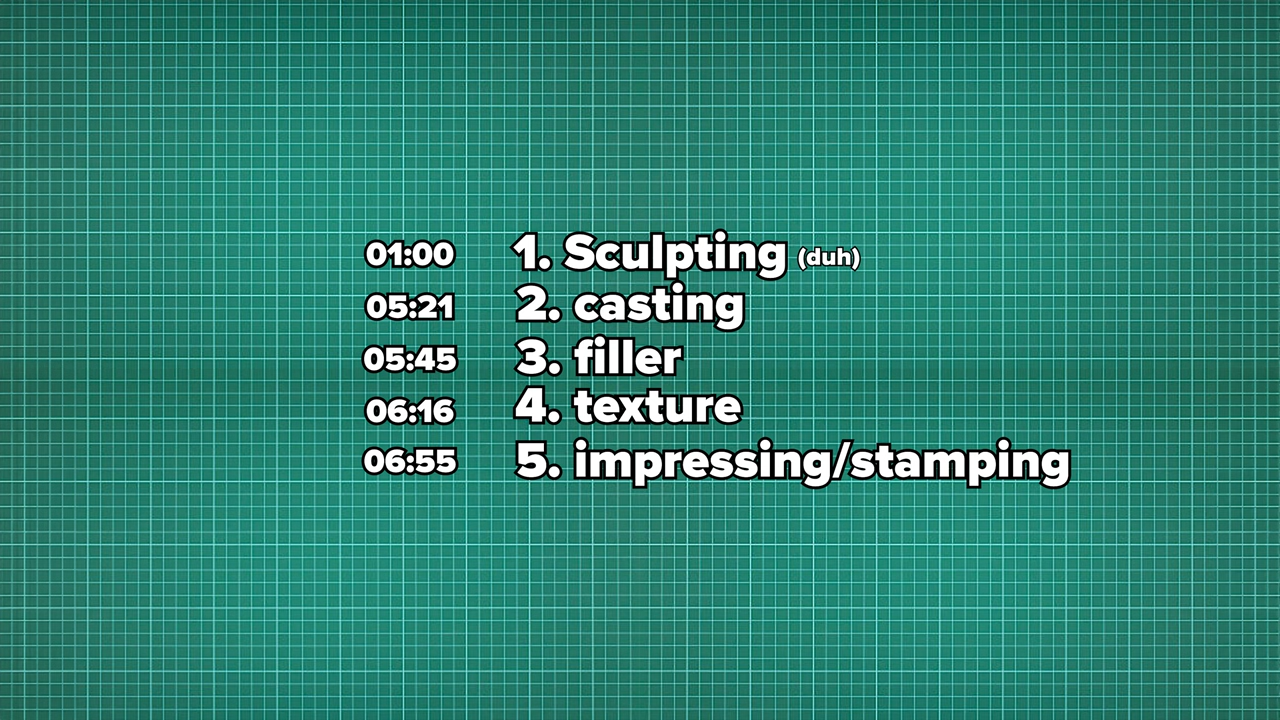 01:00 1. Sculpting (duh)
05:21 2. casting
05:45 3. filler
06:16 4. texture
06:55 5. impressing/stamping